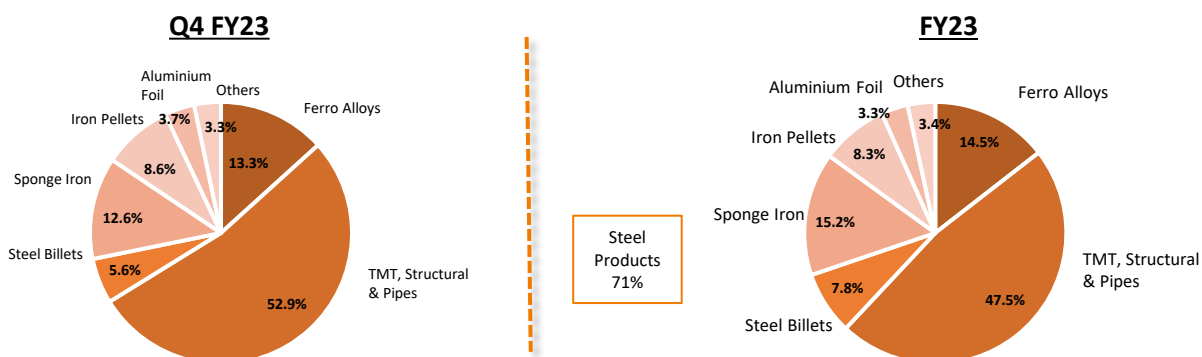 Q4 FY23
Aluminium
Foil
Others
Ferro Alloys
Iron Pellets
3.7%
3.3%
13.3%
8.6%
Sponge Iron
12.6%
Steel Billets
5.6%
TMT, Structural
& Pipes
52.9%
Steel
Products
71%
FY23
Aluminium Foil
Others
Ferro Alloys
3.3%
3.4%
14.5%
Iron Pellets
8.3%
Sponge Iron
15.2%
TMT, Structural
& Pipes
7.8%
47.5%
Steel Billets